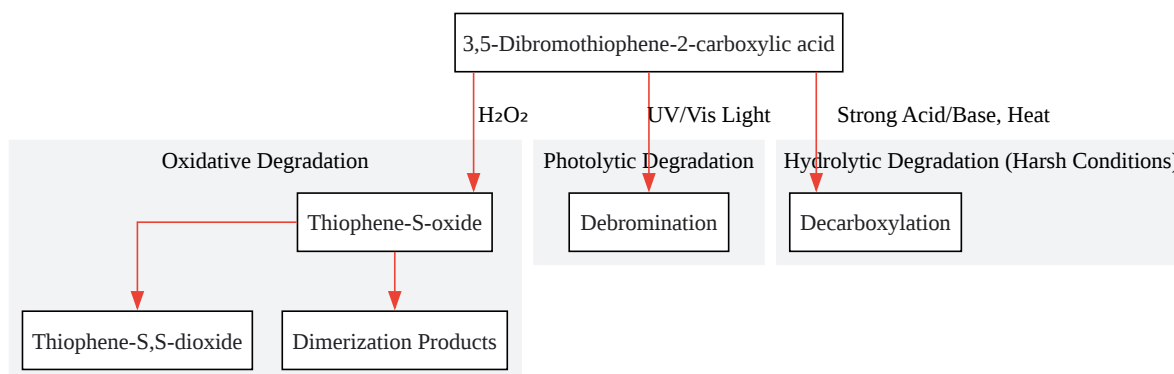 3,5-Dibromothiophene-2-carboxylic acid
H₂O₂
UV/Vis Light
Strong Acid/Base, Heat
Oxidative Degradation
Photolytic Degradation
Hydrolytic Degradation (Harsh Conditions)
Thiophene-S-oxide
Debromination
Decarboxylation
Thiophene-S,S-dioxide
Dimerization Products